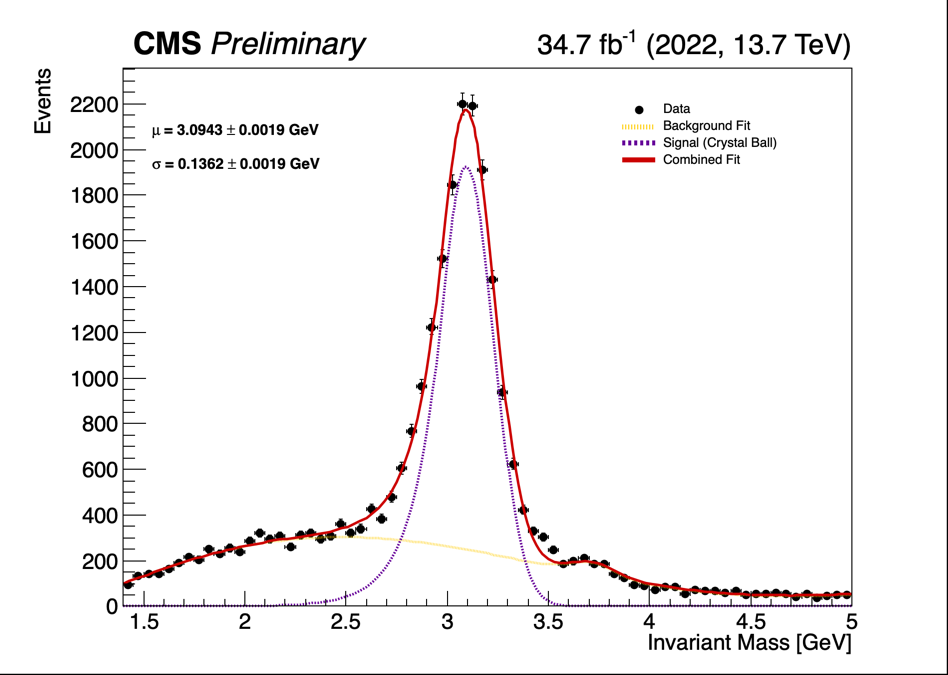 CMS Preliminary
34.7 fb⁻¹ (2022, 13.7 TeV)
Events
2200
2000
1800
1600
1400
1200
1000
800
600
400
200
0
μ = 3.0943 ± 0.0019 GeV
σ = 0.1362 ± 0.0019 GeV
Data
Background Fit
Signal (Crystal Ball)
Combined Fit
1.5 2 2.5 3 3.5 4 4.5 5
Invariant Mass [GeV]